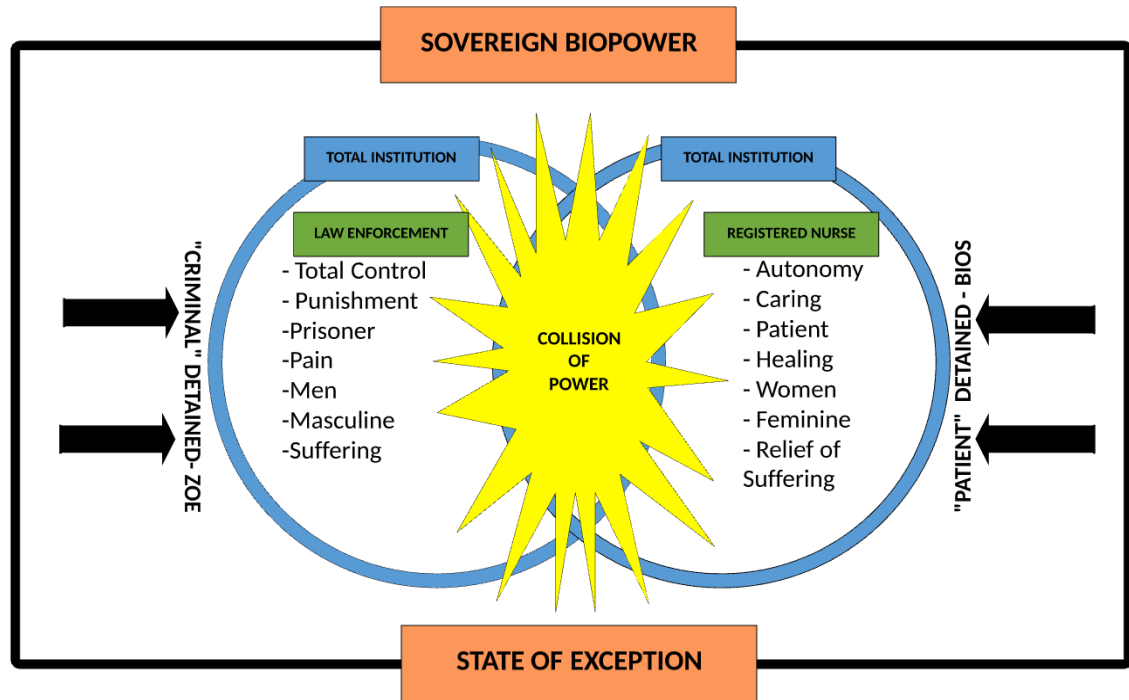 SOVEREIGN BIOPOWER
TOTAL INSTITUTION
TOTAL INSTITUTION
LAW ENFORCEMENT
- Total Control
- Punishment
-Prisoner
-Pain
-Men
-Masculine
-Suffering
COLLISION
OF
POWER
REGISTERED NURSE
- Autonomy
- Caring
- Patient
- Healing
- Women
- Feminine
- Relief of
Suffering
"CRIMINAL" DETAINED- ZOE
"PATIENT" DETAINED - BIOS
STATE OF EXCEPTION